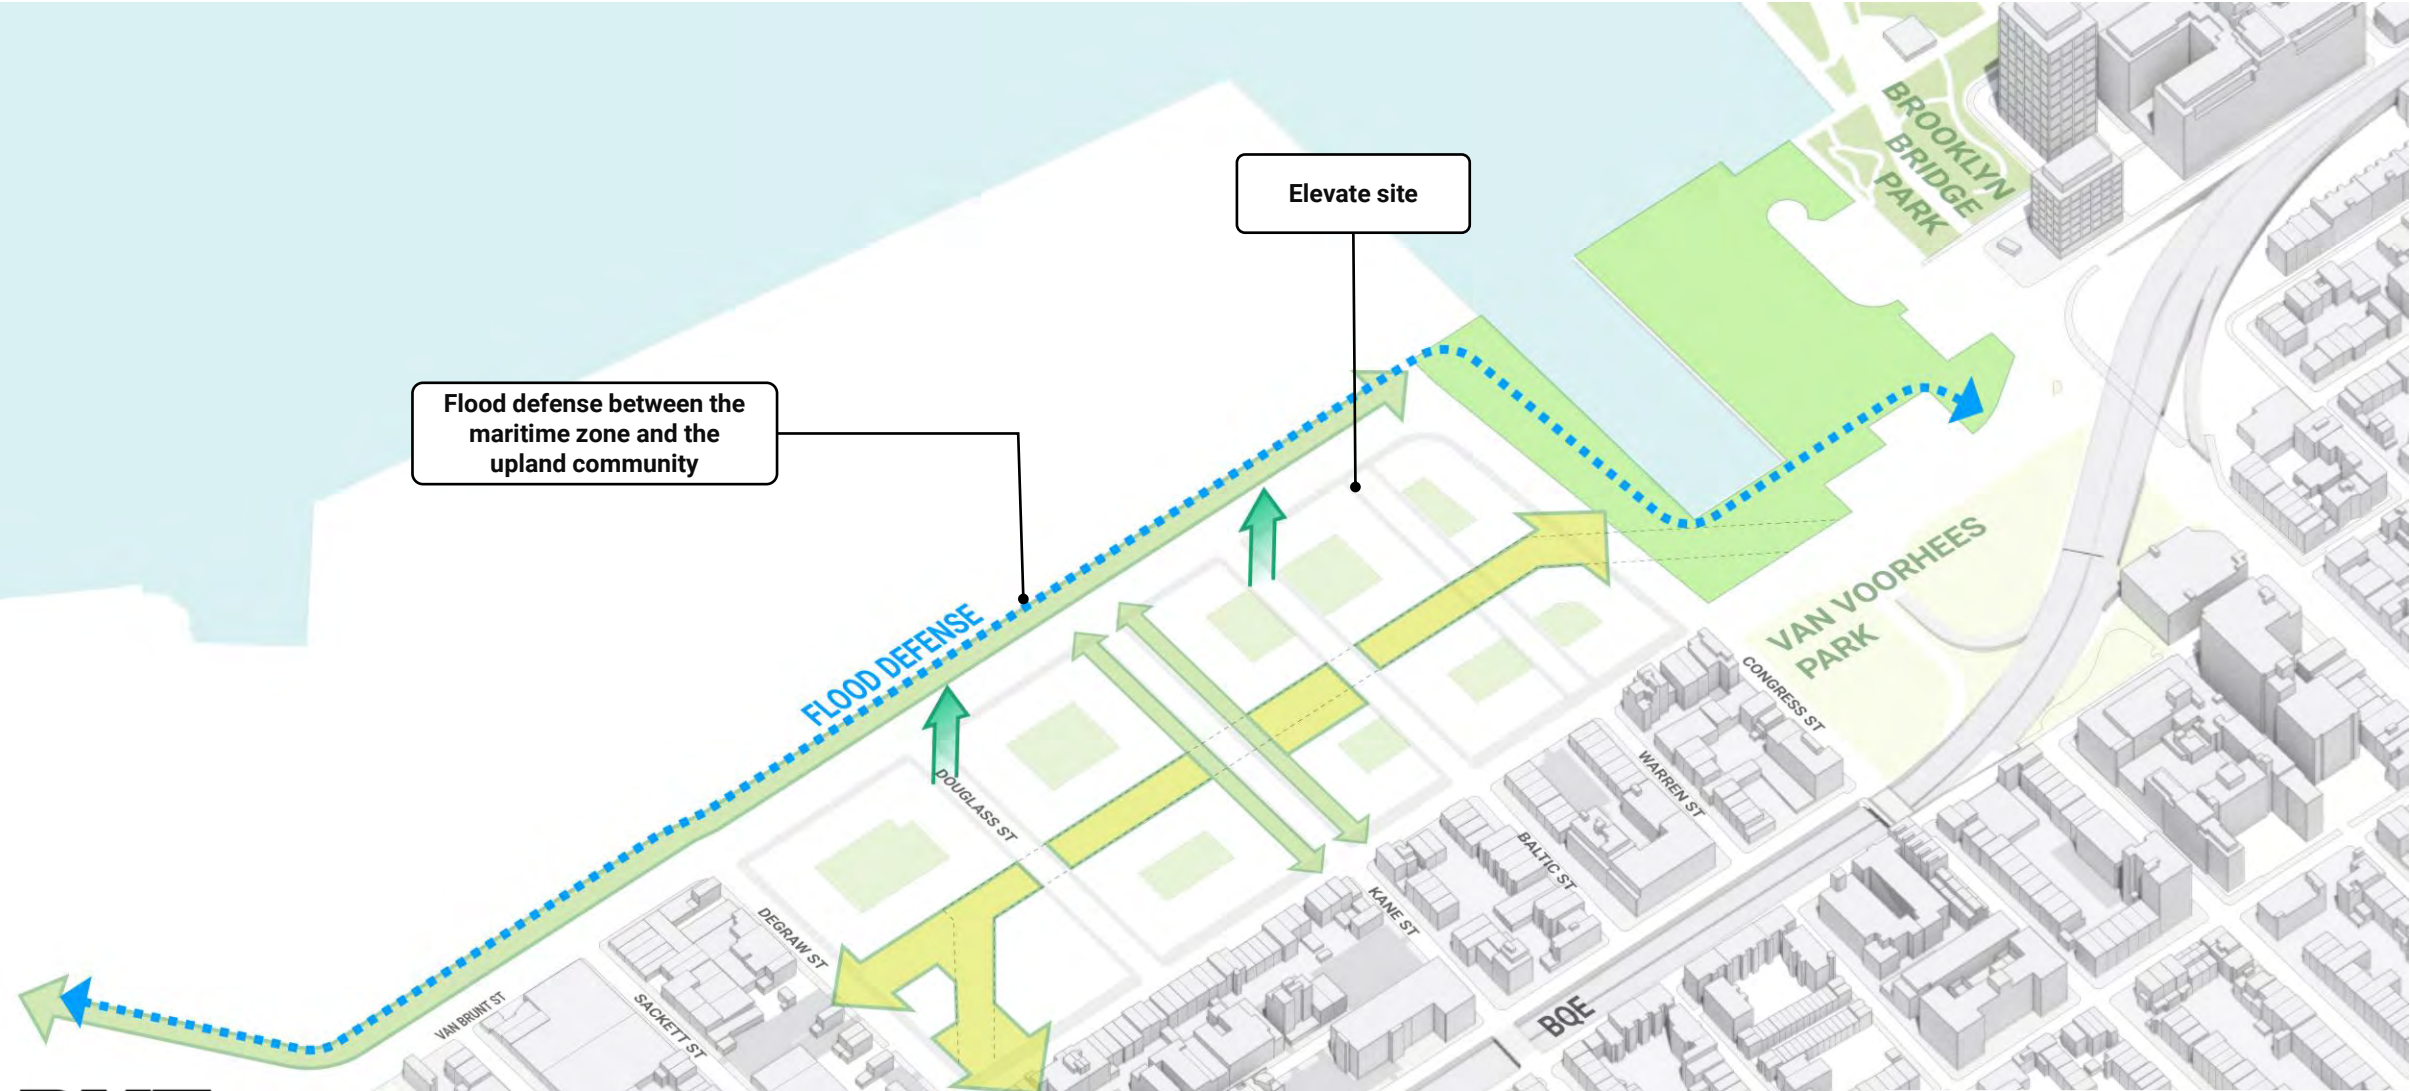 BROOKLYN
BRIDGE
PARK
Elevate site
Flood defense between the
maritime zone and the
upland community
FLOOD DEFENSE
VAN VOORHEES
PARK
CONGRESS ST
WARREN ST
DOUGLASS ST
BALTIC ST
KANE ST
DEGRAW ST
VAN BRUNT ST
SACKETT ST
BQE